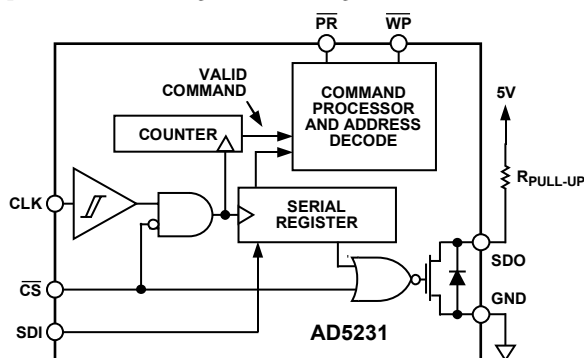 PR
WP
VALID
COMMAND
COMMAND
PROCESSOR
AND ADDRESS
DECODE
5V
COUNTER
RPULL-UP
CLK
SERIAL
REGISTER
SDO
CS
GND
SDI
AD5231